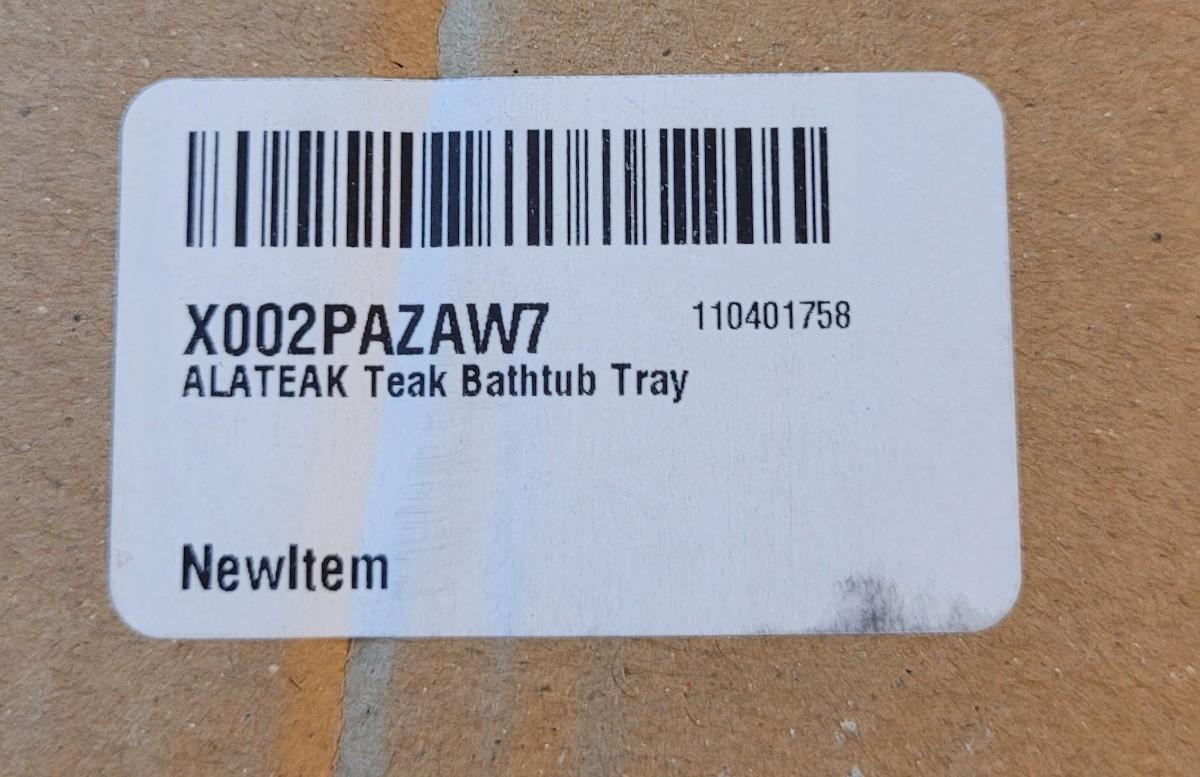 X002PAZAW7 110401758
ALATEAK Teak Bathtub Tray
NewItem